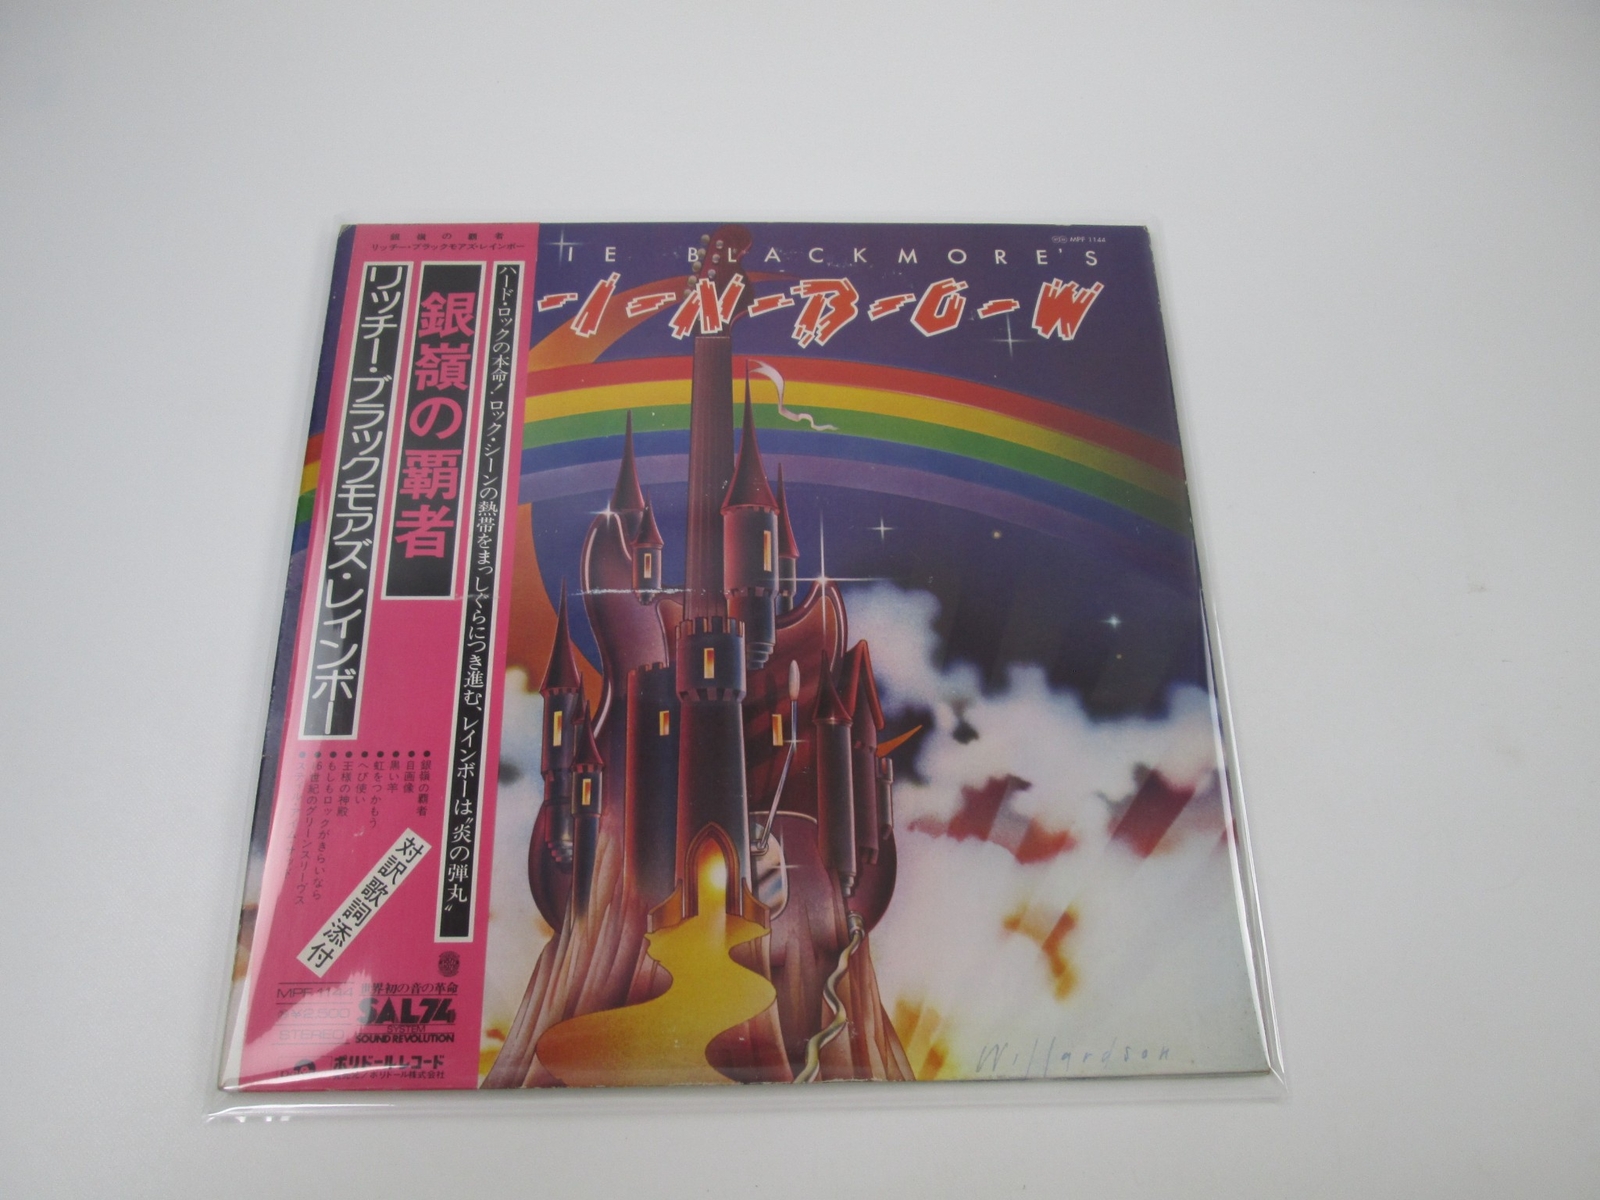 銀嶺の覇者
リッチー・ブラックモアズ・レインボー
ハード・ロックの本命！ロック・シーンの熱帯をまっしぐらにつき進む、レインボーは“炎の弾丸”
銀嶺の覇者
リッチー・ブラックモアズ・レインボー
●銀嶺の覇者
●自画像
●黒い羊
●虹をつかもう
●へび使い
●王様の神殿
●もしもロックがきらいなら
●16世紀のグリーンスリーヴス
対訳歌詞添付
MPF 1144
¥2,500
STEREO
世界初の音の革命
SAL74
SYSTEM
SOUND REVOLUTION
ポリドール・レコード
ポリドール株式会社
IE BLACKMORE'S
MPF 1144
-I-N-B-O-W
Willardson